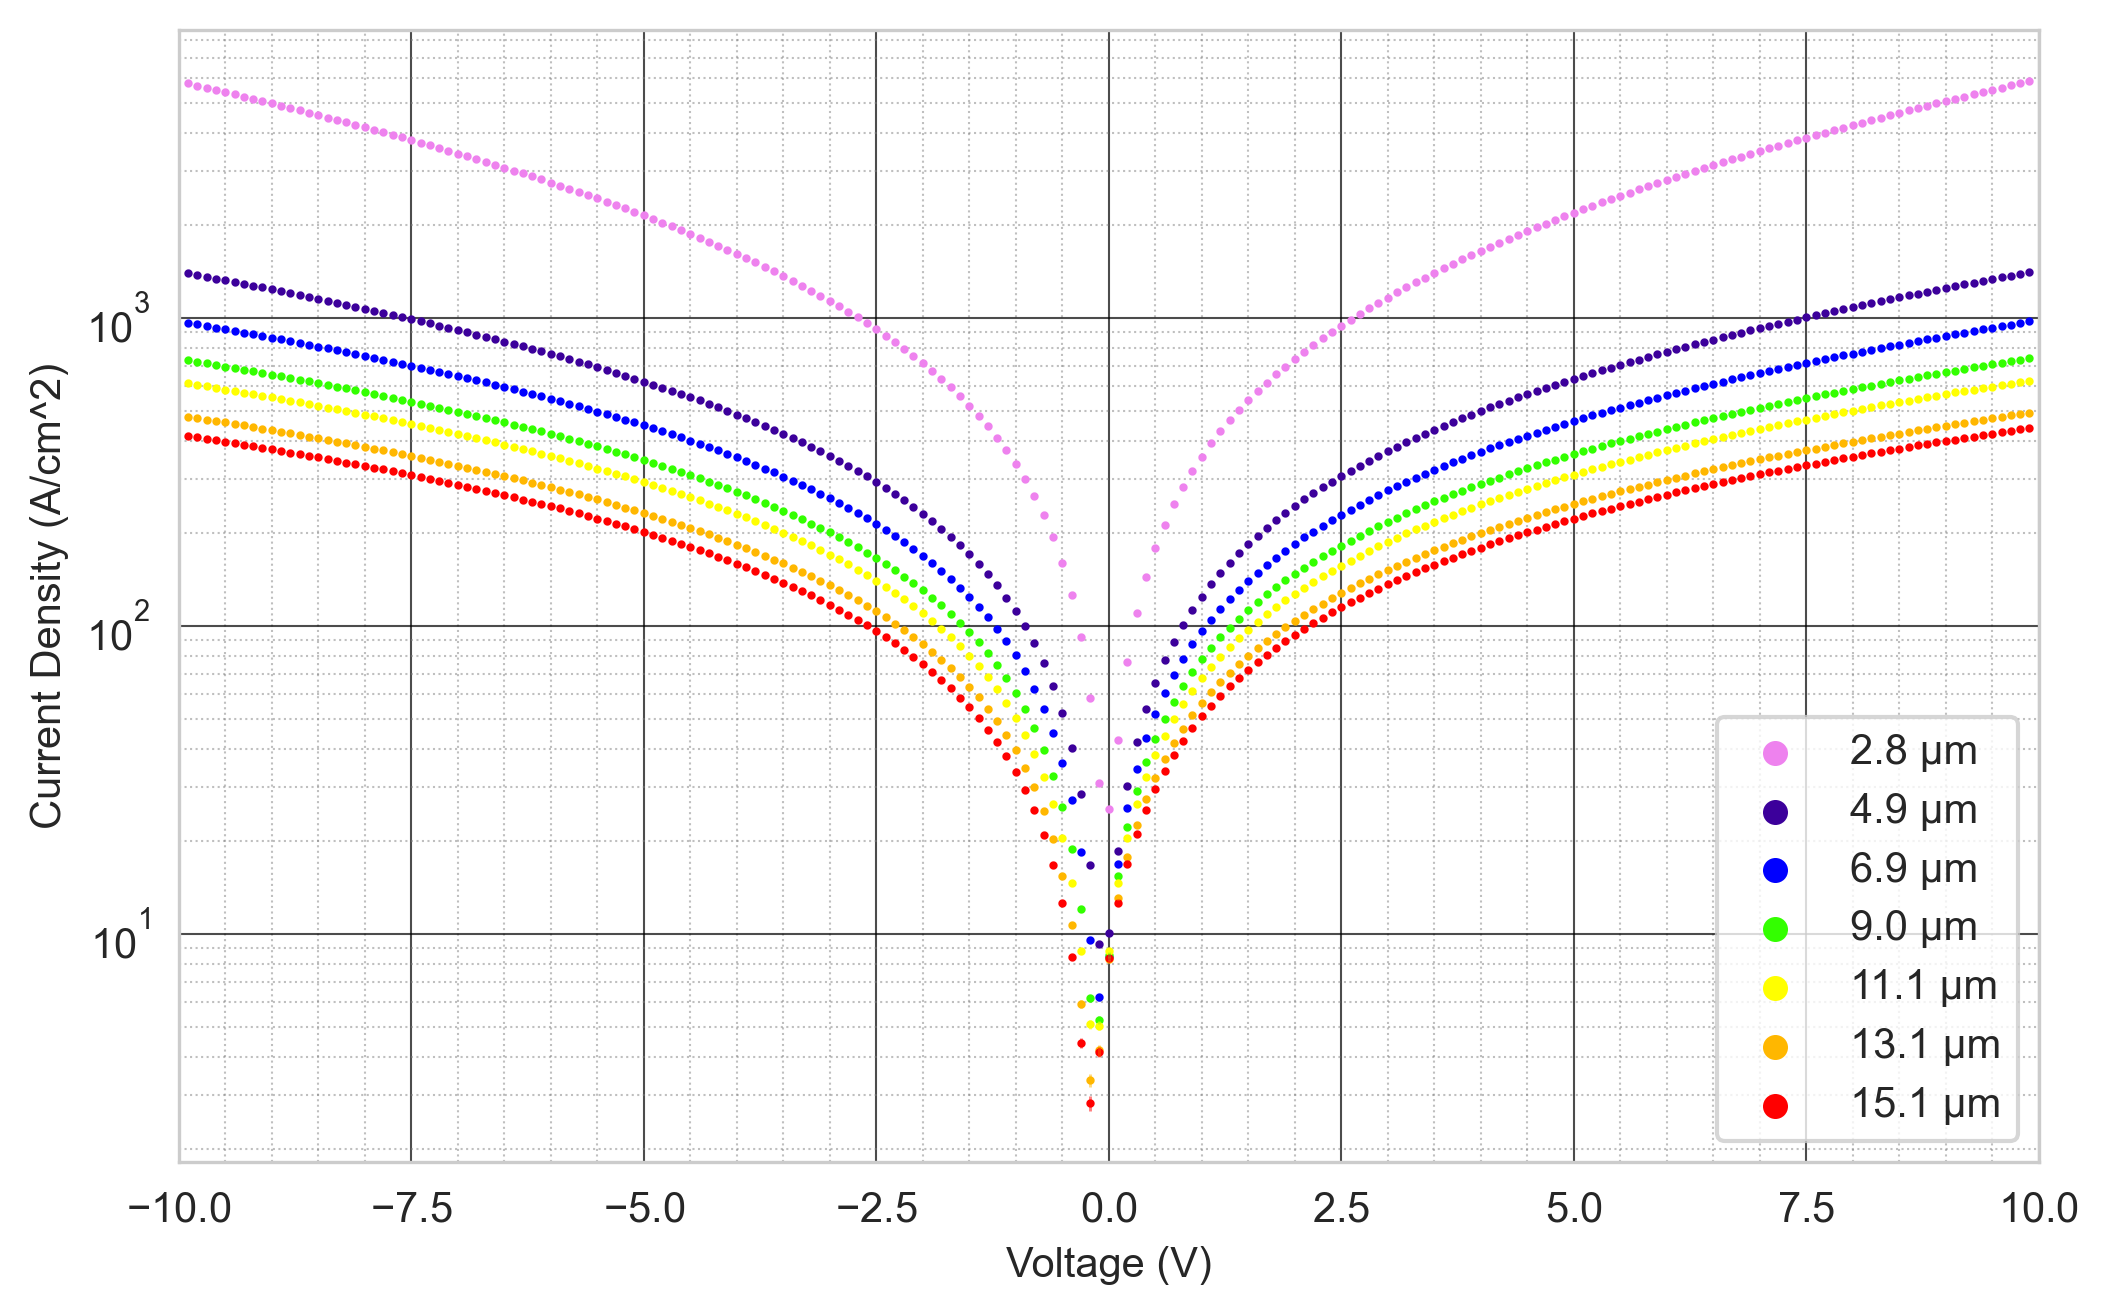 Current Density (A/cm^2)
10^3
10^2
10^1
2.8 µm
4.9 µm
6.9 µm
9.0 µm
11.1 µm
13.1 µm
15.1 µm
−10.0 −7.5 −5.0 −2.5 0.0 2.5 5.0 7.5 10.0
Voltage (V)